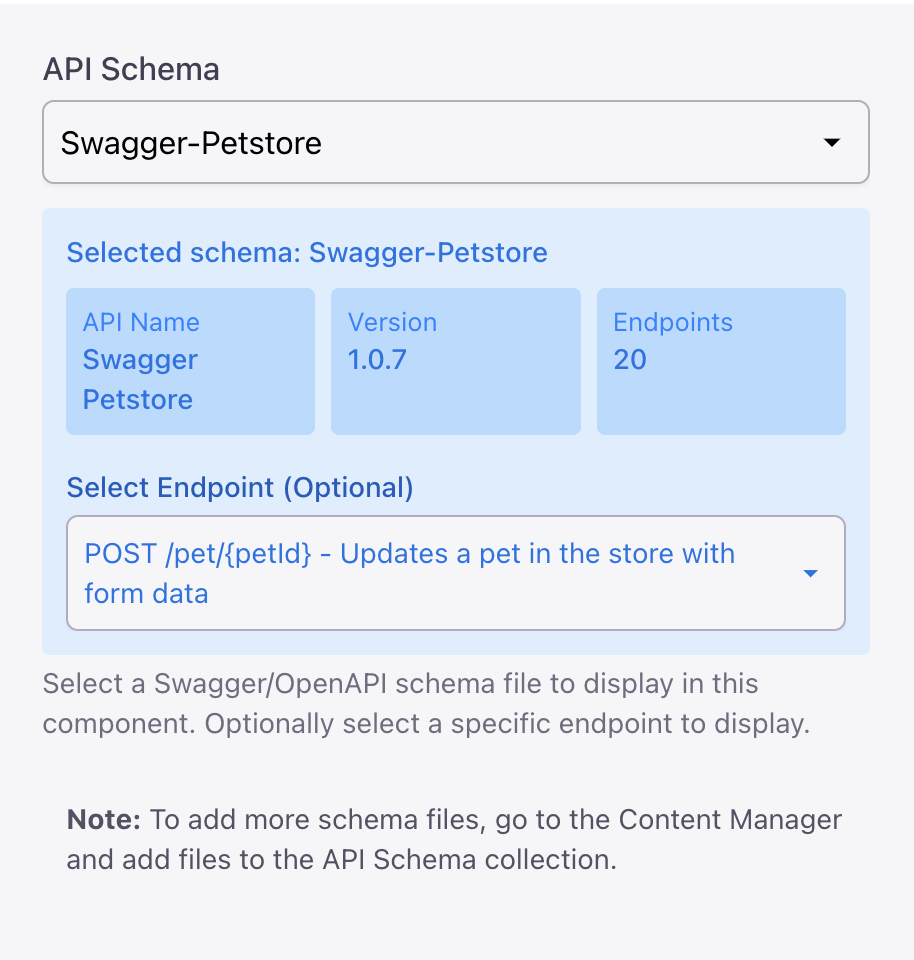 API Schema
Swagger-Petstore
Selected schema: Swagger-Petstore
API Name
Swagger
Petstore
Version
1.0.7
Endpoints
20
Select Endpoint (Optional)
POST /pet/{petId} - Updates a pet in the store with
form data
Select a Swagger/OpenAPI schema file to display in this
component. Optionally select a specific endpoint to display.
Note: To add more schema files, go to the Content Manager
and add files to the API Schema collection.